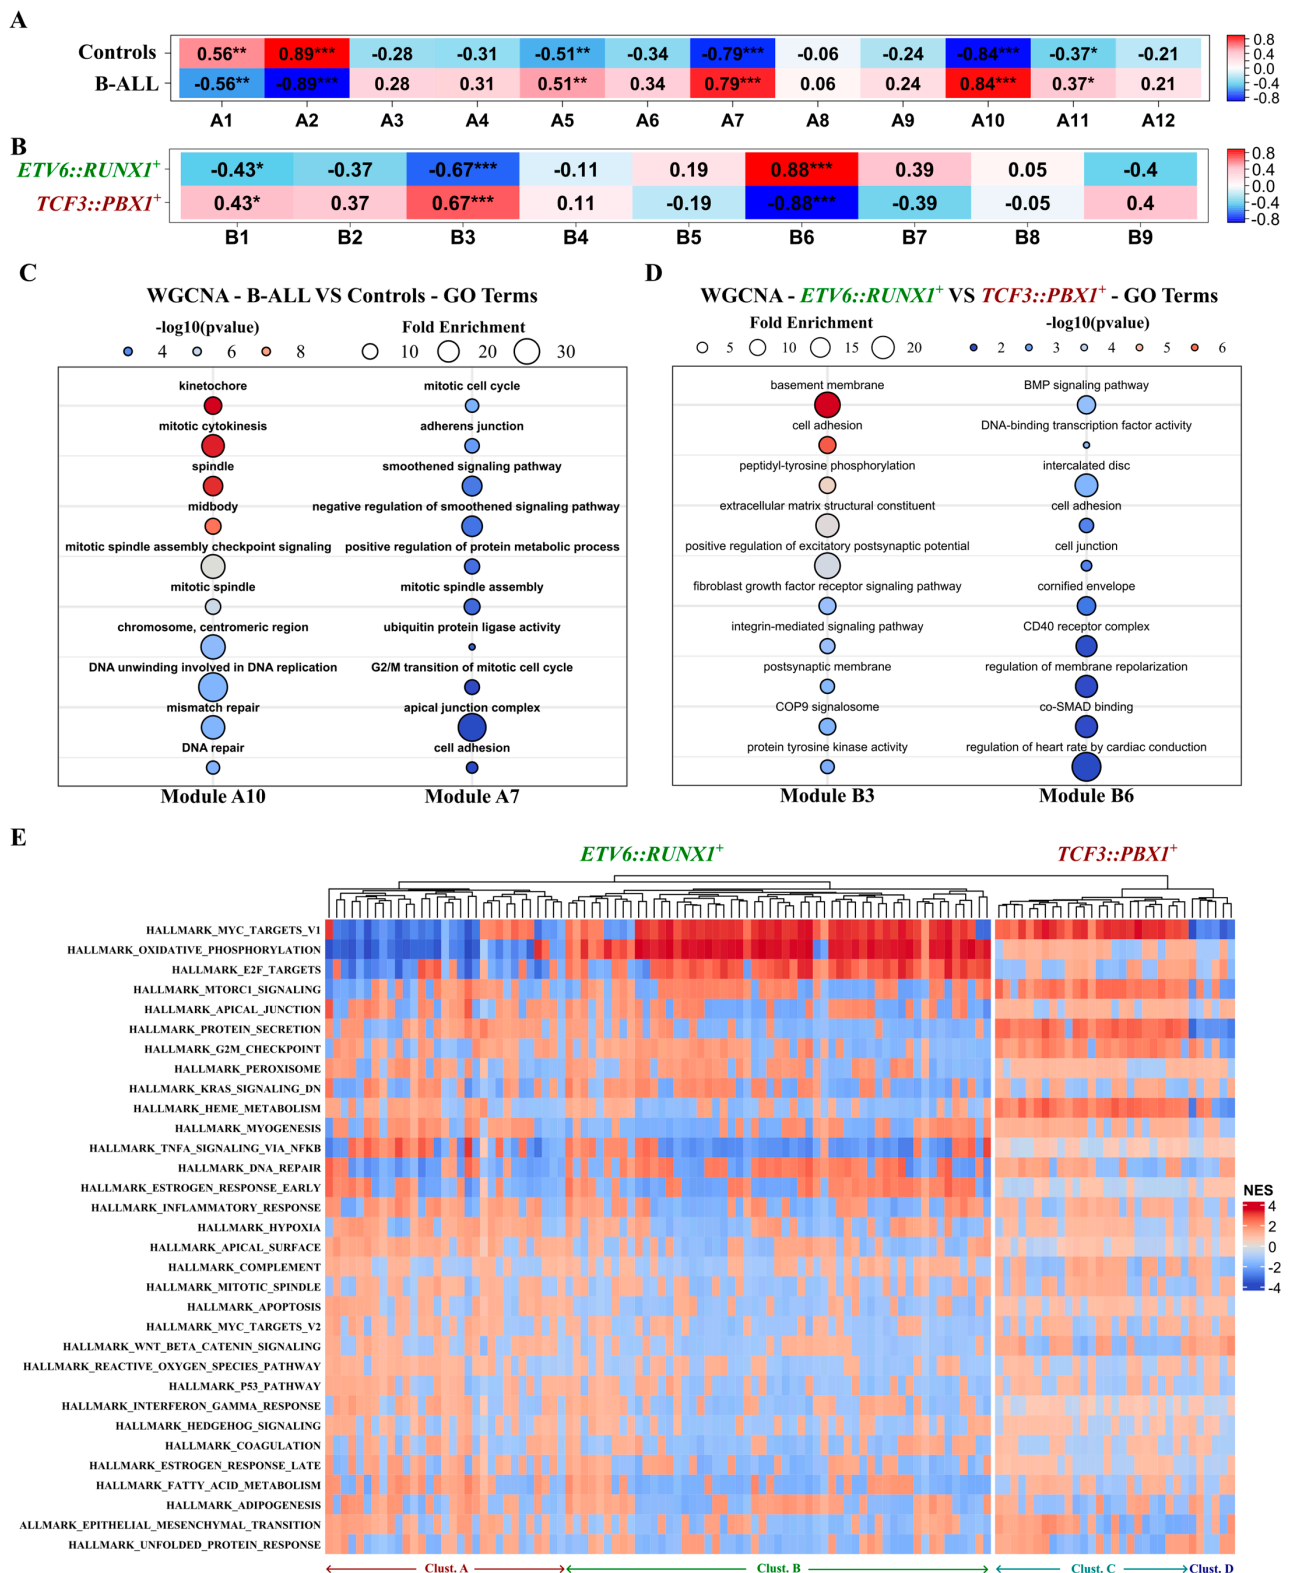 A
Controls 0.56** 0.89*** -0.28 -0.31 -0.51** -0.34 -0.79*** -0.06 -0.24 -0.84*** -0.37* -0.21
B-ALL -0.56** -0.89*** 0.28 0.31 0.51** 0.34 0.79*** 0.06 0.24 0.84*** 0.37* 0.21
A1 A2 A3 A4 A5 A6 A7 A8 A9 A10 A11 A12
0.8
0.4
0.0
-0.4
-0.8
B
ETV6::RUNX1+ -0.43* -0.37 -0.67*** -0.11 0.19 0.88*** 0.39 0.05 -0.4
TCF3::PBX1+ 0.43* 0.37 0.67*** 0.11 -0.19 -0.88*** -0.39 -0.05 0.4
B1 B2 B3 B4 B5 B6 B7 B8 B9
0.8
0.4
0.0
-0.4
-0.8
C
WGCNA - B-ALL VS Controls - GO Terms
-log10(pvalue) Fold Enrichment
4 6 8 10 20 30
kinetochore mitotic cell cycle
mitotic cytokinesis adherens junction
spindle smoothened signaling pathway
midbody negative regulation of smoothened signaling pathway
mitotic spindle assembly checkpoint signaling positive regulation of protein metabolic process
mitotic spindle mitotic spindle assembly
chromosome, centromeric region ubiquitin protein ligase activity
DNA unwinding involved in DNA replication G2/M transition of mitotic cell cycle
mismatch repair apical junction complex
DNA repair cell adhesion
Module A10 Module A7
D
WGCNA - ETV6::RUNX1+ VS TCF3::PBX1+ - GO Terms
Fold Enrichment -log10(pvalue)
5 10 15 20 2 3 4 5 6
basement membrane BMP signaling pathway
cell adhesion DNA-binding transcription factor activity
peptidyl-tyrosine phosphorylation intercalated disc
extracellular matrix structural constituent cell adhesion
positive regulation of excitatory postsynaptic potential cell junction
fibroblast growth factor receptor signaling pathway cornified envelope
integrin-mediated signaling pathway CD40 receptor complex
postsynaptic membrane regulation of membrane repolarization
COP9 signalosome co-SMAD binding
protein tyrosine kinase activity regulation of heart rate by cardiac conduction
Module B3 Module B6
E
ETV6::RUNX1+ TCF3::PBX1+
HALLMARK_MYC_TARGETS_V1
HALLMARK_OXIDATIVE_PHOSPHORYLATION
HALLMARK_E2F_TARGETS
HALLMARK_MTORC1_SIGNALING
HALLMARK_APICAL_JUNCTION
HALLMARK_PROTEIN_SECRETION
HALLMARK_G2M_CHECKPOINT
HALLMARK_PEROXISOME
HALLMARK_KRAS_SIGNALING_DN
HALLMARK_HEME_METABOLISM
HALLMARK_MYOGENESIS
HALLMARK_TNFA_SIGNALING_VIA_NFKB
HALLMARK_DNA_REPAIR
HALLMARK_ESTROGEN_RESPONSE_EARLY
HALLMARK_INFLAMMATORY_RESPONSE
HALLMARK_HYPOXIA
HALLMARK_APICAL_SURFACE
HALLMARK_COMPLEMENT
HALLMARK_MITOTIC_SPINDLE
HALLMARK_APOPTOSIS
HALLMARK_MYC_TARGETS_V2
HALLMARK_WNT_BETA_CATENIN_SIGNALING
HALLMARK_REACTIVE_OXYGEN_SPECIES_PATHWAY
HALLMARK_P53_PATHWAY
HALLMARK_INTERFERON_GAMMA_RESPONSE
HALLMARK_HEDGEHOG_SIGNALING
HALLMARK_COAGULATION
HALLMARK_ESTROGEN_RESPONSE_LATE
HALLMARK_FATTY_ACID_METABOLISM
HALLMARK_ADIPOGENESIS
ALLMARK_EPITHELIAL_MESENCHYMAL_TRANSITION
HALLMARK_UNFOLDED_PROTEIN_RESPONSE
NES
4
2
0
-2
-4
Clust. A Clust. B Clust. C Clust. D